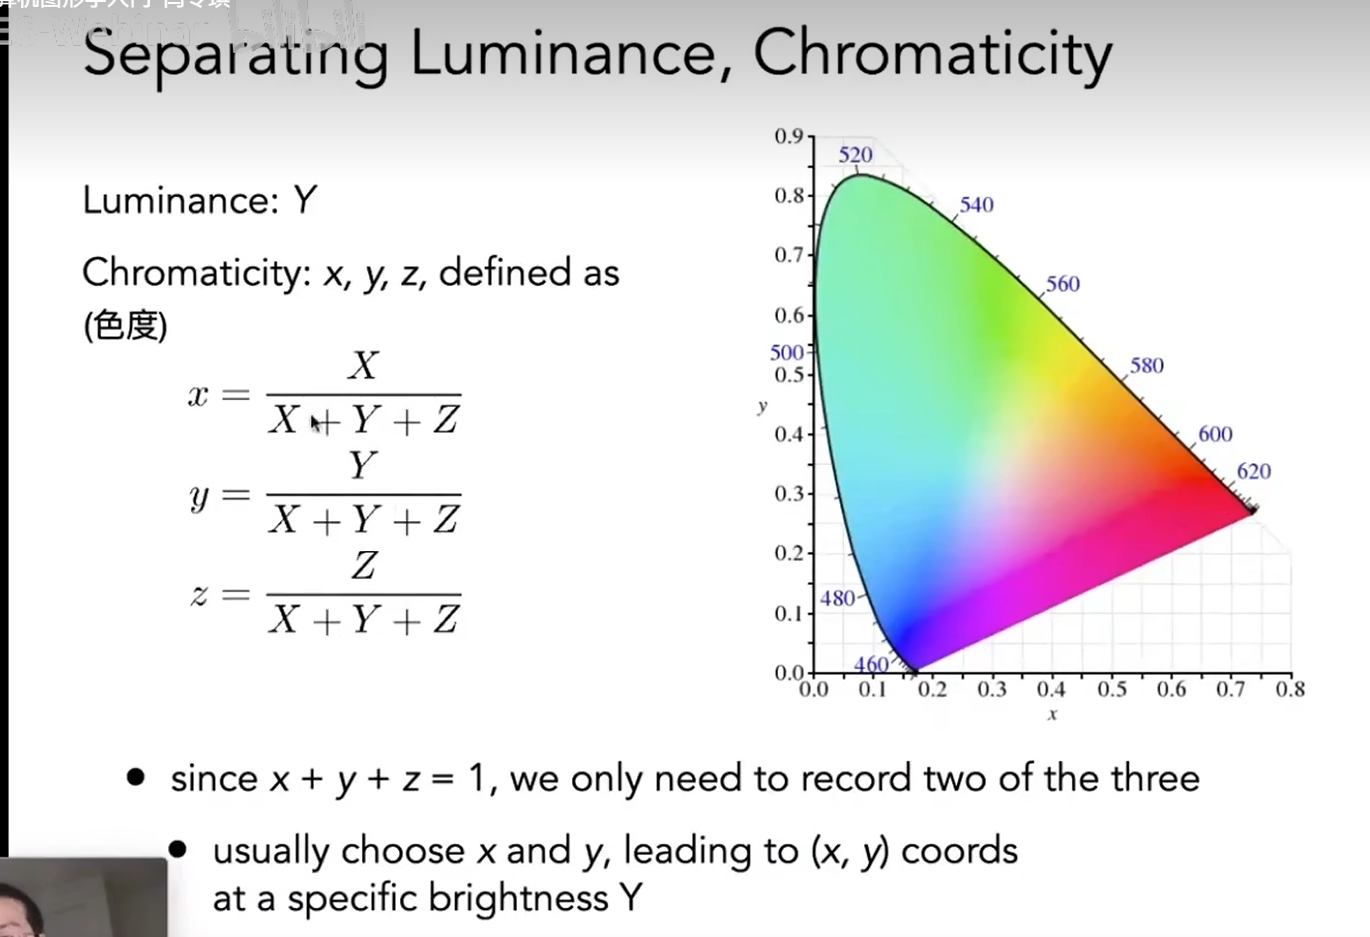 Separating Luminance, Chromaticity
Luminance: Y
Chromaticity: x, y, z, defined as
(色度)
x = X / (X + Y + Z)
y = Y / (X + Y + Z)
z = Z / (X + Y + Z)
0.9
520
0.8
540
0.7
560
0.6
500
0.5
580
y
0.4
600
620
0.3
0.2
480
0.1
460
0.0
0.0 0.1 0.2 0.3 0.4 0.5 0.6 0.7 0.8
x
• since x + y + z = 1, we only need to record two of the three
• usually choose x and y, leading to (x, y) coords
at a specific brightness Y